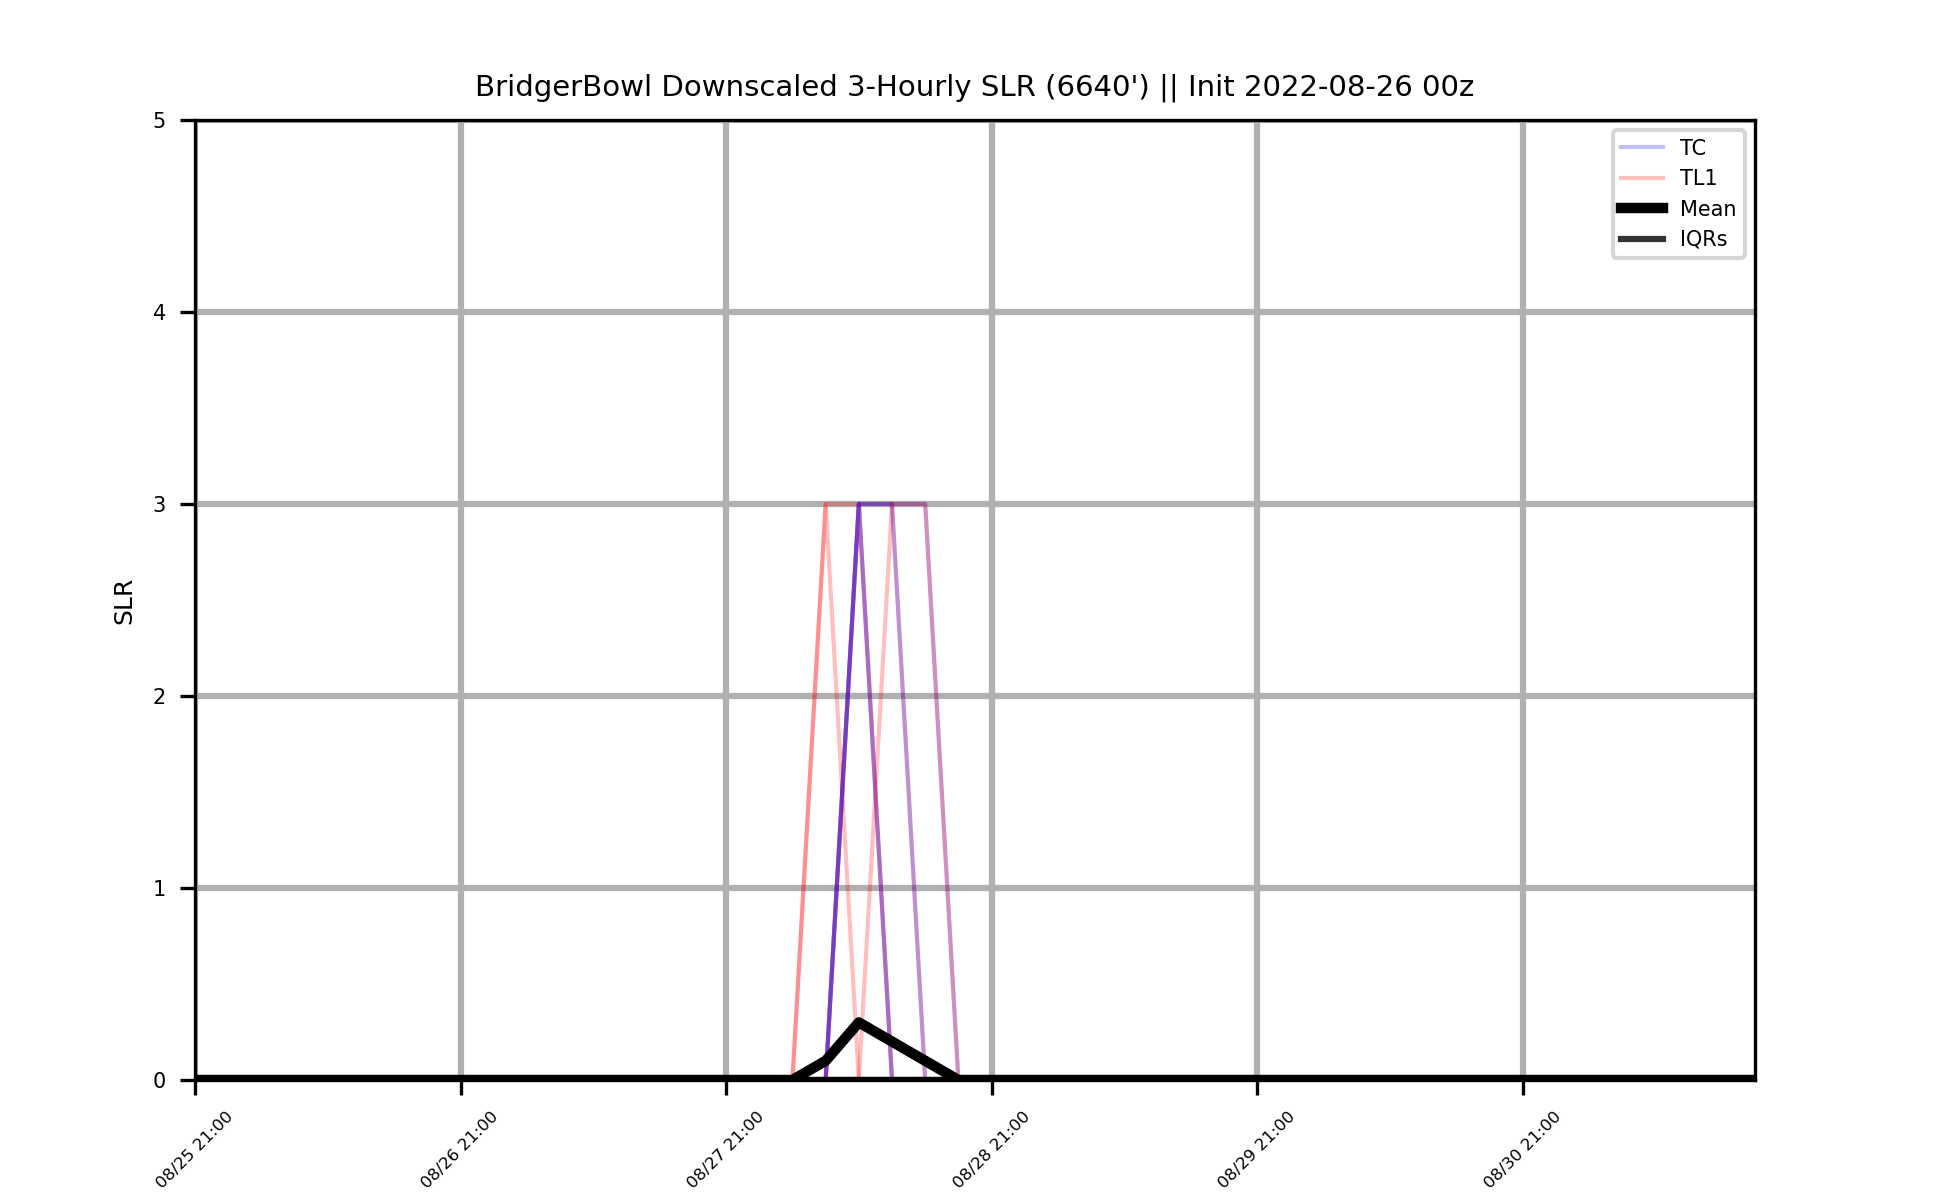 BridgerBowl Downscaled 3-Hourly SLR (6640') || Init 2022-08-26 00z
5
4
3
2
1
0
SLR
TC
TL1
Mean
IQRs
08/25 21:00
08/26 21:00
08/27 21:00
08/28 21:00
08/29 21:00
08/30 21:00